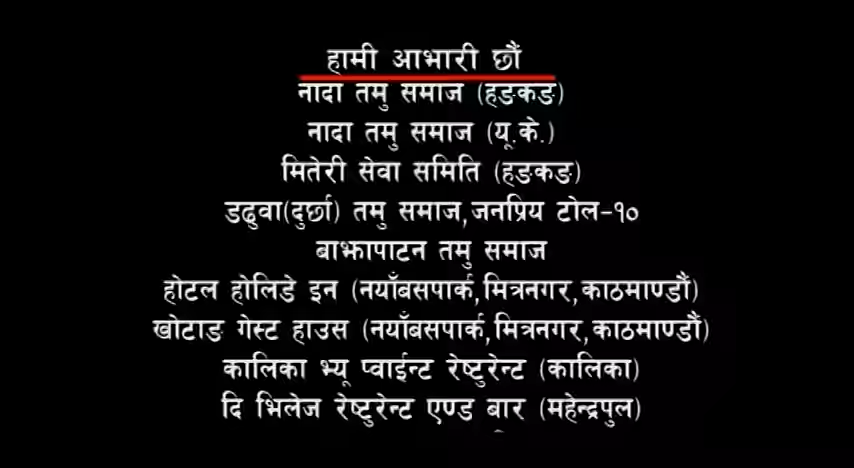 हामी आभारी छौं
नादा तमु समाज (हङकङ)
नादा तमु समाज (यू.के.)
मितेरी सेवा समिति (हङकङ)
डढुवा(दुर्छा) तमु समाज,जनप्रिय टोल-१०
बाझापाटन तमु समाज
होटल होलिडे इन (नयाँबसपार्क,मित्रनगर,काठमाण्डौं)
खोटाङ गेस्ट हाउस (नयाँबसपार्क,मित्रनगर,काठमाण्डौं)
कालिका भ्यू प्वाईन्ट रेष्टुरेन्ट (कालिका)
दि भिलेज रेष्टुरेन्ट एण्ड बार (महेन्द्रपुल)